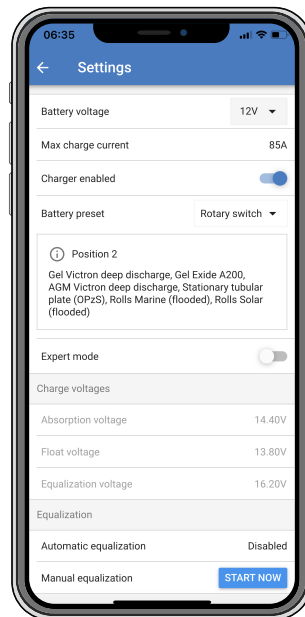 06:35
Settings
Battery voltage 12V
Max charge current 85A
Charger enabled
Battery preset Rotary switch
Position 2
Gel Victron deep discharge, Gel Exide A200,
AGM Victron deep discharge, Stationary tubular
plate (OPzS), Rolls Marine (flooded), Rolls Solar
(flooded)
Expert mode
Charge voltages
Absorption voltage 14.40V
Float voltage 13.80V
Equalization voltage 16.20V
Equalization
Automatic equalization Disabled
Manual equalization START NOW